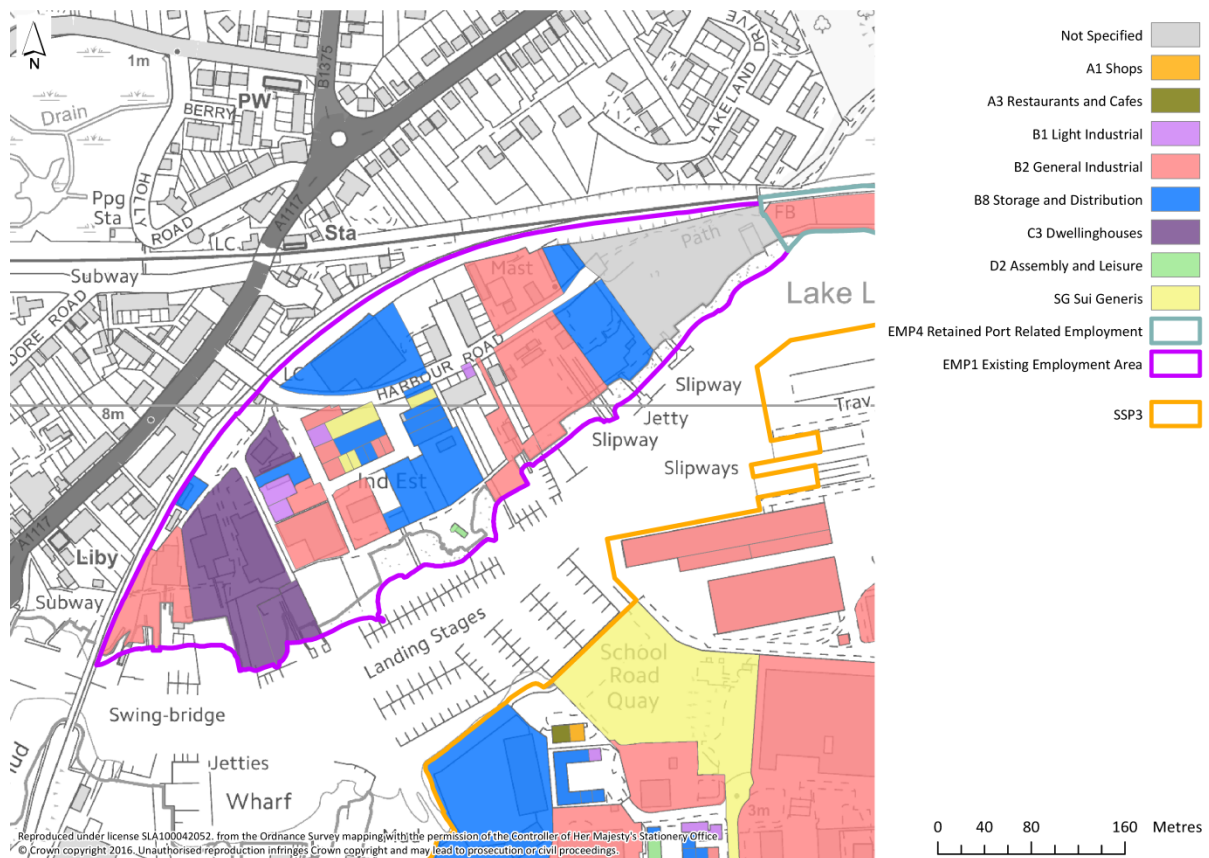 N
1m
B1375
PW
BERRY
LAKELAND DRIVE
Drain
HOLLY
ROAD
Ppg
Sta
A1117
LC
Sta
Subway
OORE ROAD
Path
FB
Mast
Lake L
LC
HARBOUR ROAD
8m
Slipway
Jetty
Slipway
Trav
Slipways
Ind Est
A1117
Liby
Subway
Landing Stages
School
Road
Quay
Swing-bridge
Jetties
Wharf
ud
3m
Reproduced under license SLA100042052. from the Ordnance Survey mapping with the permission of the Controller of Her Majesty's Stationery Office.
© Crown copyright 2016. Unauthorised reproduction infringes Crown copyright and may lead to prosecution or civil proceedings.
Not Specified
A1 Shops
A3 Restaurants and Cafes
B1 Light Industrial
B2 General Industrial
B8 Storage and Distribution
C3 Dwellinghouses
D2 Assembly and Leisure
SG Sui Generis
EMP4 Retained Port Related Employment
EMP1 Existing Employment Area
SSP3
0 40 80 160 Metres